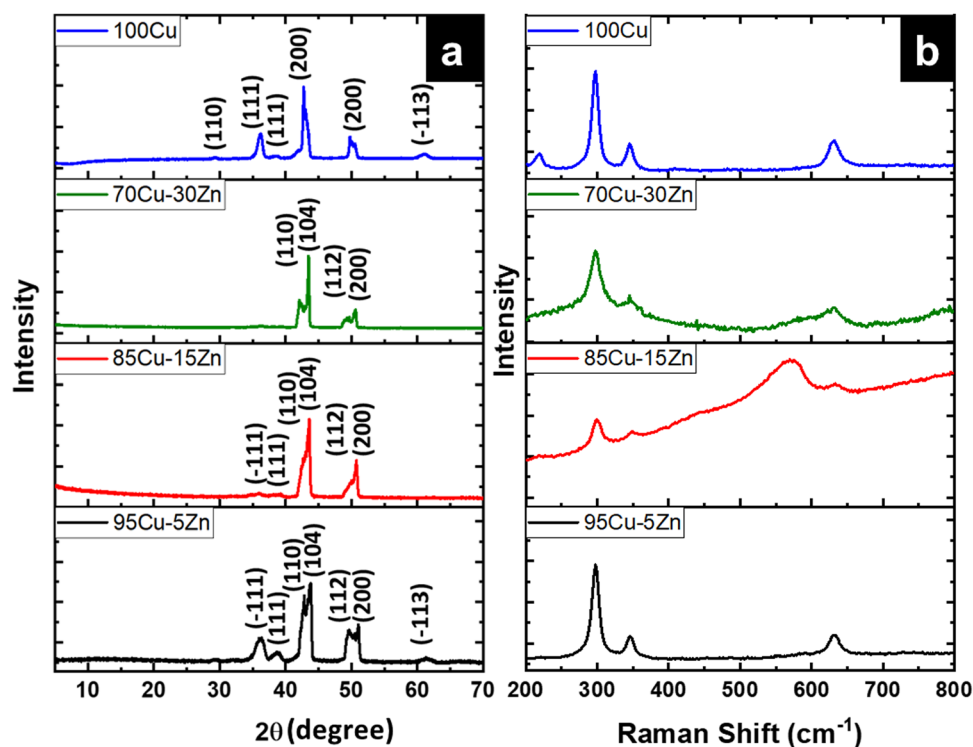 100Cu
a
(110)
(111)
(111)
(200)
(200)
(-113)
70Cu-30Zn
(110)
(104)
(112)
(200)
85Cu-15Zn
(-111)
(111)
(110)
(104)
(112)
(200)
95Cu-5Zn
(-111)
(111)
(110)
(104)
(112)
(200)
(-113)
Intensity
10 20 30 40 50 60 70
2θ (degree)
100Cu
b
70Cu-30Zn
85Cu-15Zn
95Cu-5Zn
Intensity
200 300 400 500 600 700 800
Raman Shift (cm⁻¹)